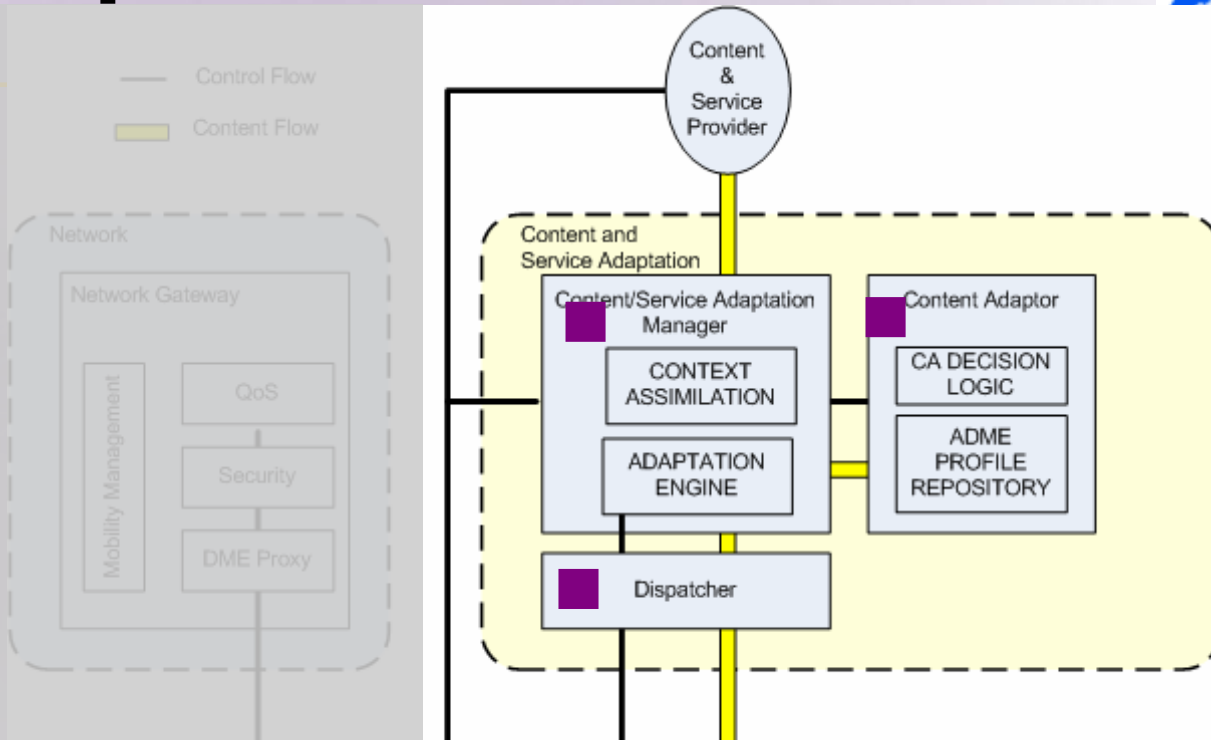 Control Flow
Content Flow
Network
Network Gateway
Mobility Management
QoS
Security
DME Proxy
Content
&
Service
Provider
Content and
Service Adaptation
Content/Service Adaptation
Manager
CONTEXT
ASSIMILATION
ADAPTATION
ENGINE
Content Adaptor
CA DECISION
LOGIC
ADME
PROFILE
REPOSITORY
Dispatcher